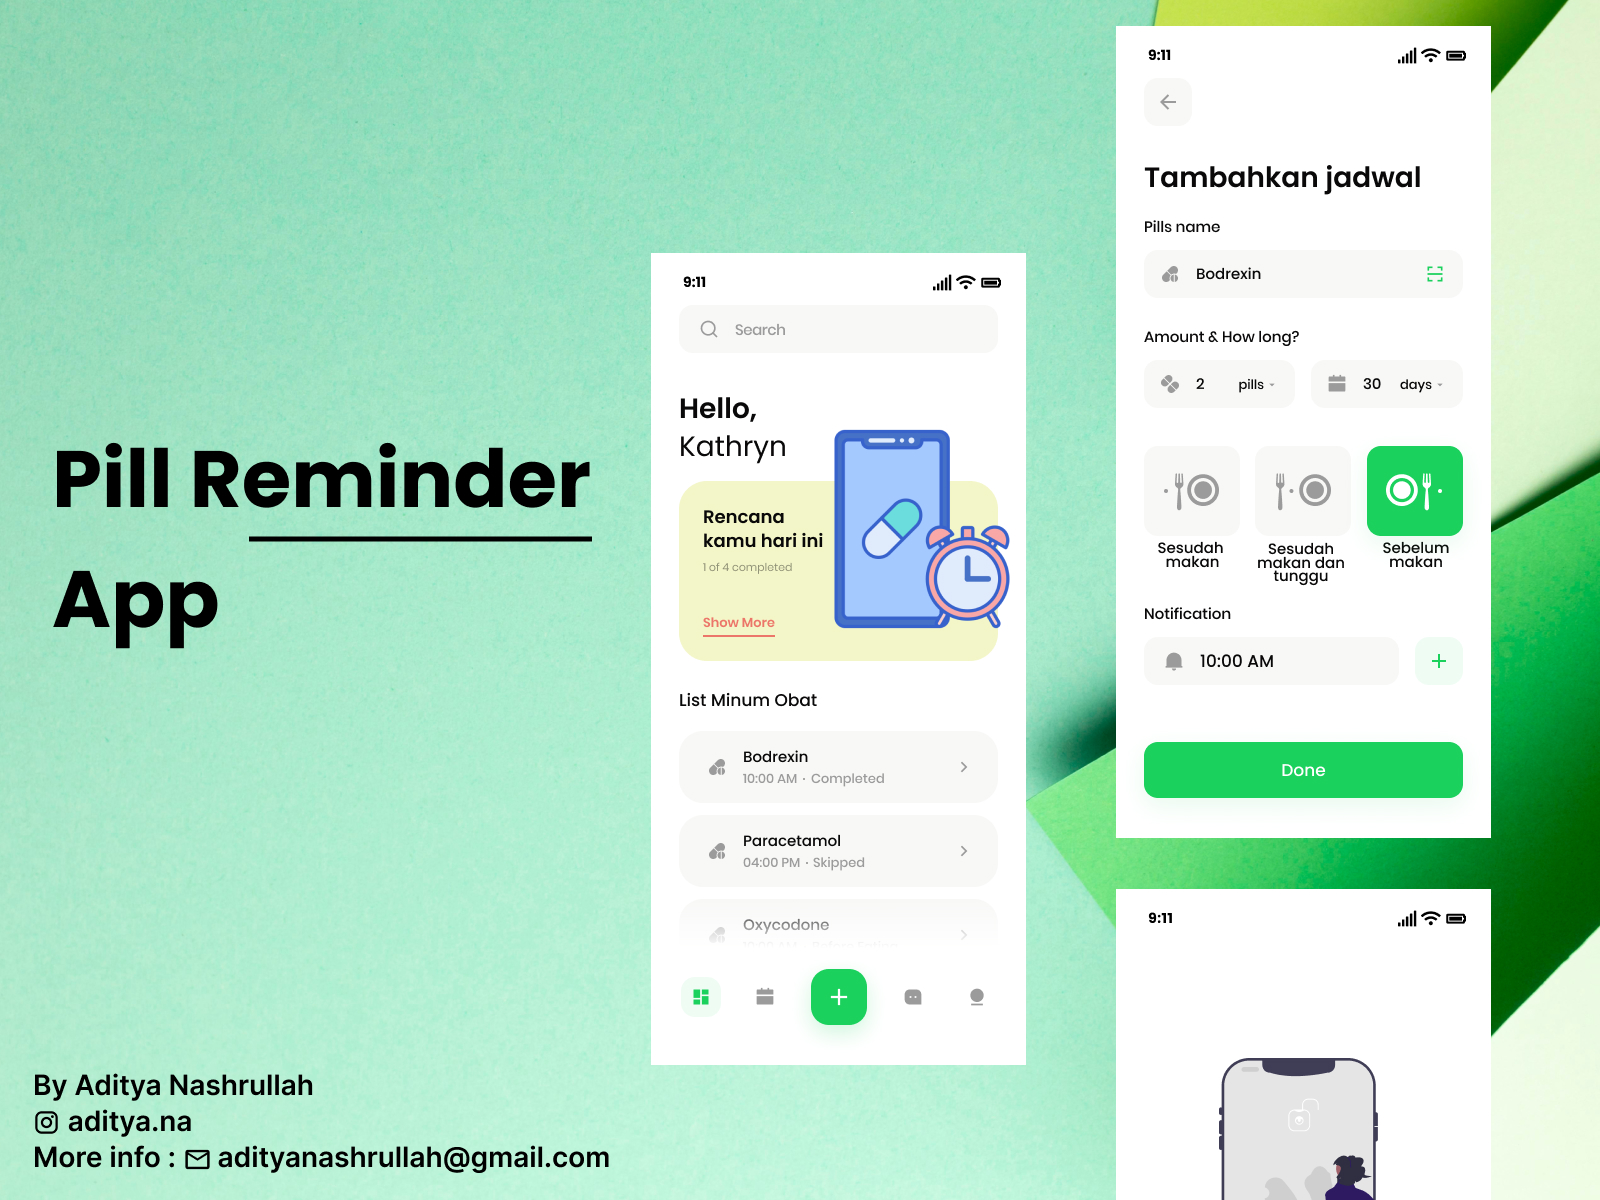 Pill Reminder
App
By Aditya Nashrullah
aditya.na
More info : adityanashrullah@gmail.com
9:11
Search
Hello,
Kathryn
Rencana
kamu hari ini
1 of 4 completed
Show More
List Minum Obat
Bodrexin
10:00 AM · Completed
Paracetamol
04:00 PM · Skipped
Oxycodone
9:11
Tambahkan jadwal
Pills name
Bodrexin
Amount & How long?
2 pills
30 days
Sesudah
makan
Sesudah
makan dan
tunggu
Sebelum
makan
Notification
10:00 AM
Done
9:11